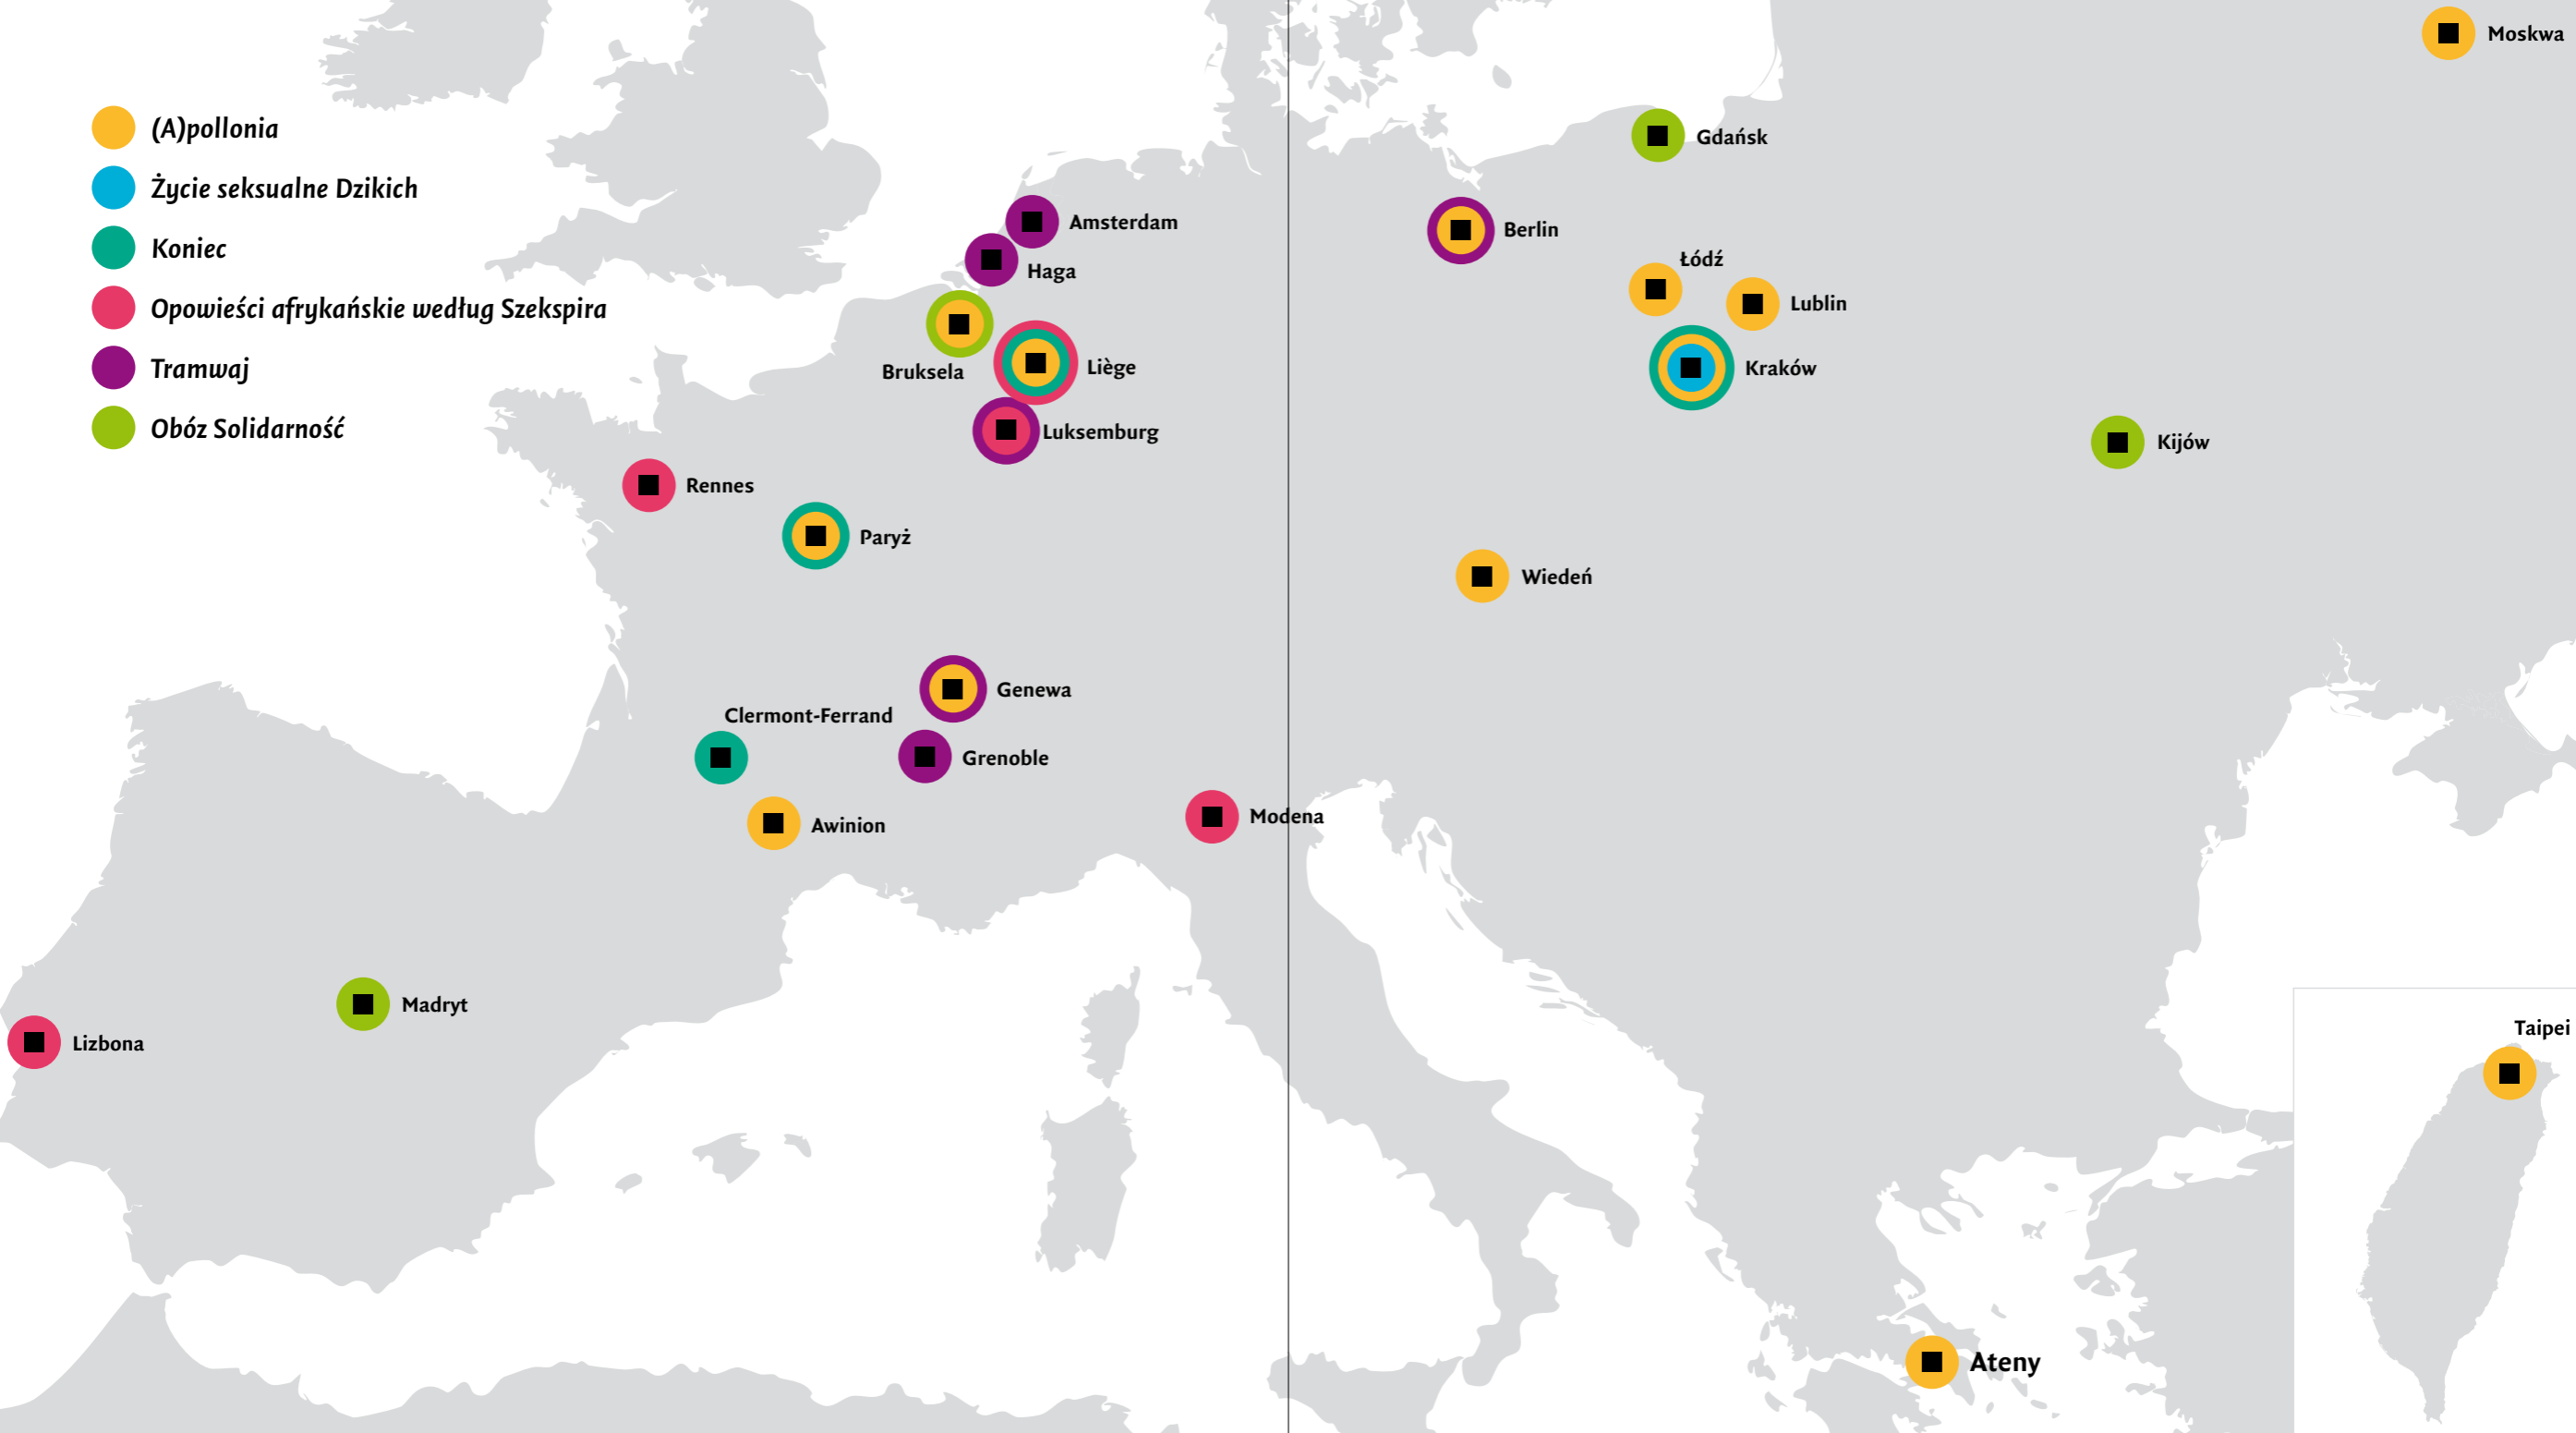 (A)pollonia
Życie seksualne Dzikich
Koniec
Opowieści afrykańskie według Szekspira
Tramwaj
Obóz Solidarność
Moskwa
Gdańsk
Amsterdam
Berlin
Haga
Łódź
Lublin
Bruksela
Liège
Kraków
Luksemburg
Kijów
Rennes
Paryż
Wiedeń
Genewa
Clermont-Ferrand
Grenoble
Modena
Awinion
Madryt
Lizbona
Taipei
Ateny